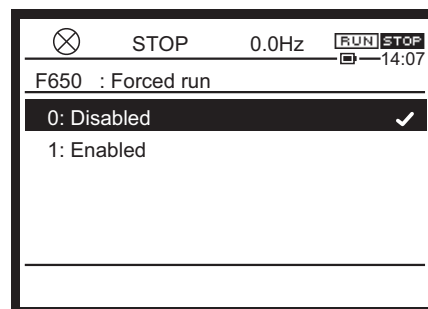 STOP 0.0Hz RUN STOP
14:07
F650 : Forced run
0: Disabled
1: Enabled